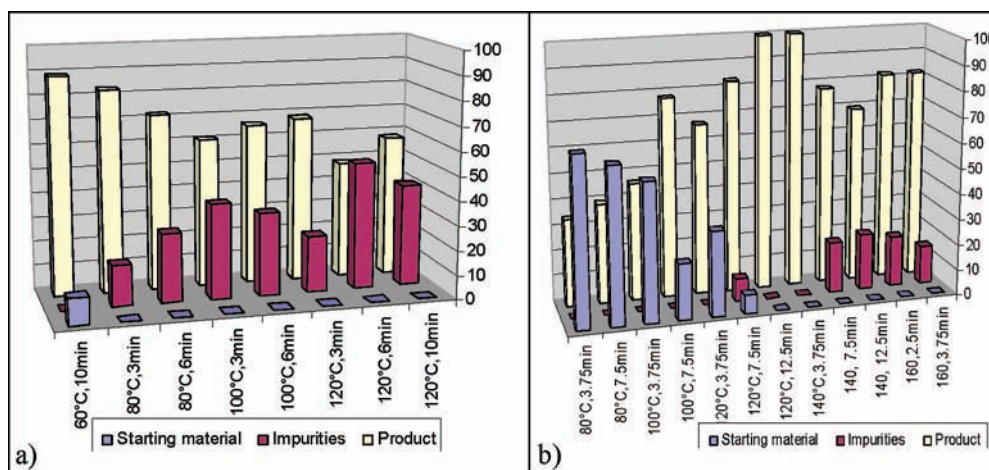 100
90
80
70
60
50
40
30
20
10
0
60°C,10min
80°C,3min
80°C,6min
100°C,3min
100°C,6min
120°C,3min
120°C,6min
120°C,10min
Starting material
Impurities
Product
a)
100
90
80
70
60
50
40
30
20
10
0
80°C,3.75min
80°C,7.5min
100°C,3.75min
100°C,7.5min
120°C,3.75min
120°C,7.5min
120°C,12.5min
140°C,3.75min
140, 7.5min
140, 12.5min
160,2.5min
160,3.75min
Starting material
Impurities
Product
b)